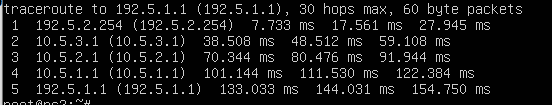 traceroute to 192.5.1.1 (192.5.1.1), 30 hops max, 60 byte packets
1 192.5.2.254 (192.5.2.254) 7.733 ms 17.561 ms 27.945 ms
2 10.5.3.1 (10.5.3.1) 38.508 ms 48.512 ms 59.108 ms
3 10.5.2.1 (10.5.2.1) 70.344 ms 80.476 ms 91.944 ms
4 10.5.1.1 (10.5.1.1) 101.144 ms 111.530 ms 122.384 ms
5 192.5.1.1 (192.5.1.1) 133.033 ms 144.031 ms 154.750 ms
root@pc2:~#